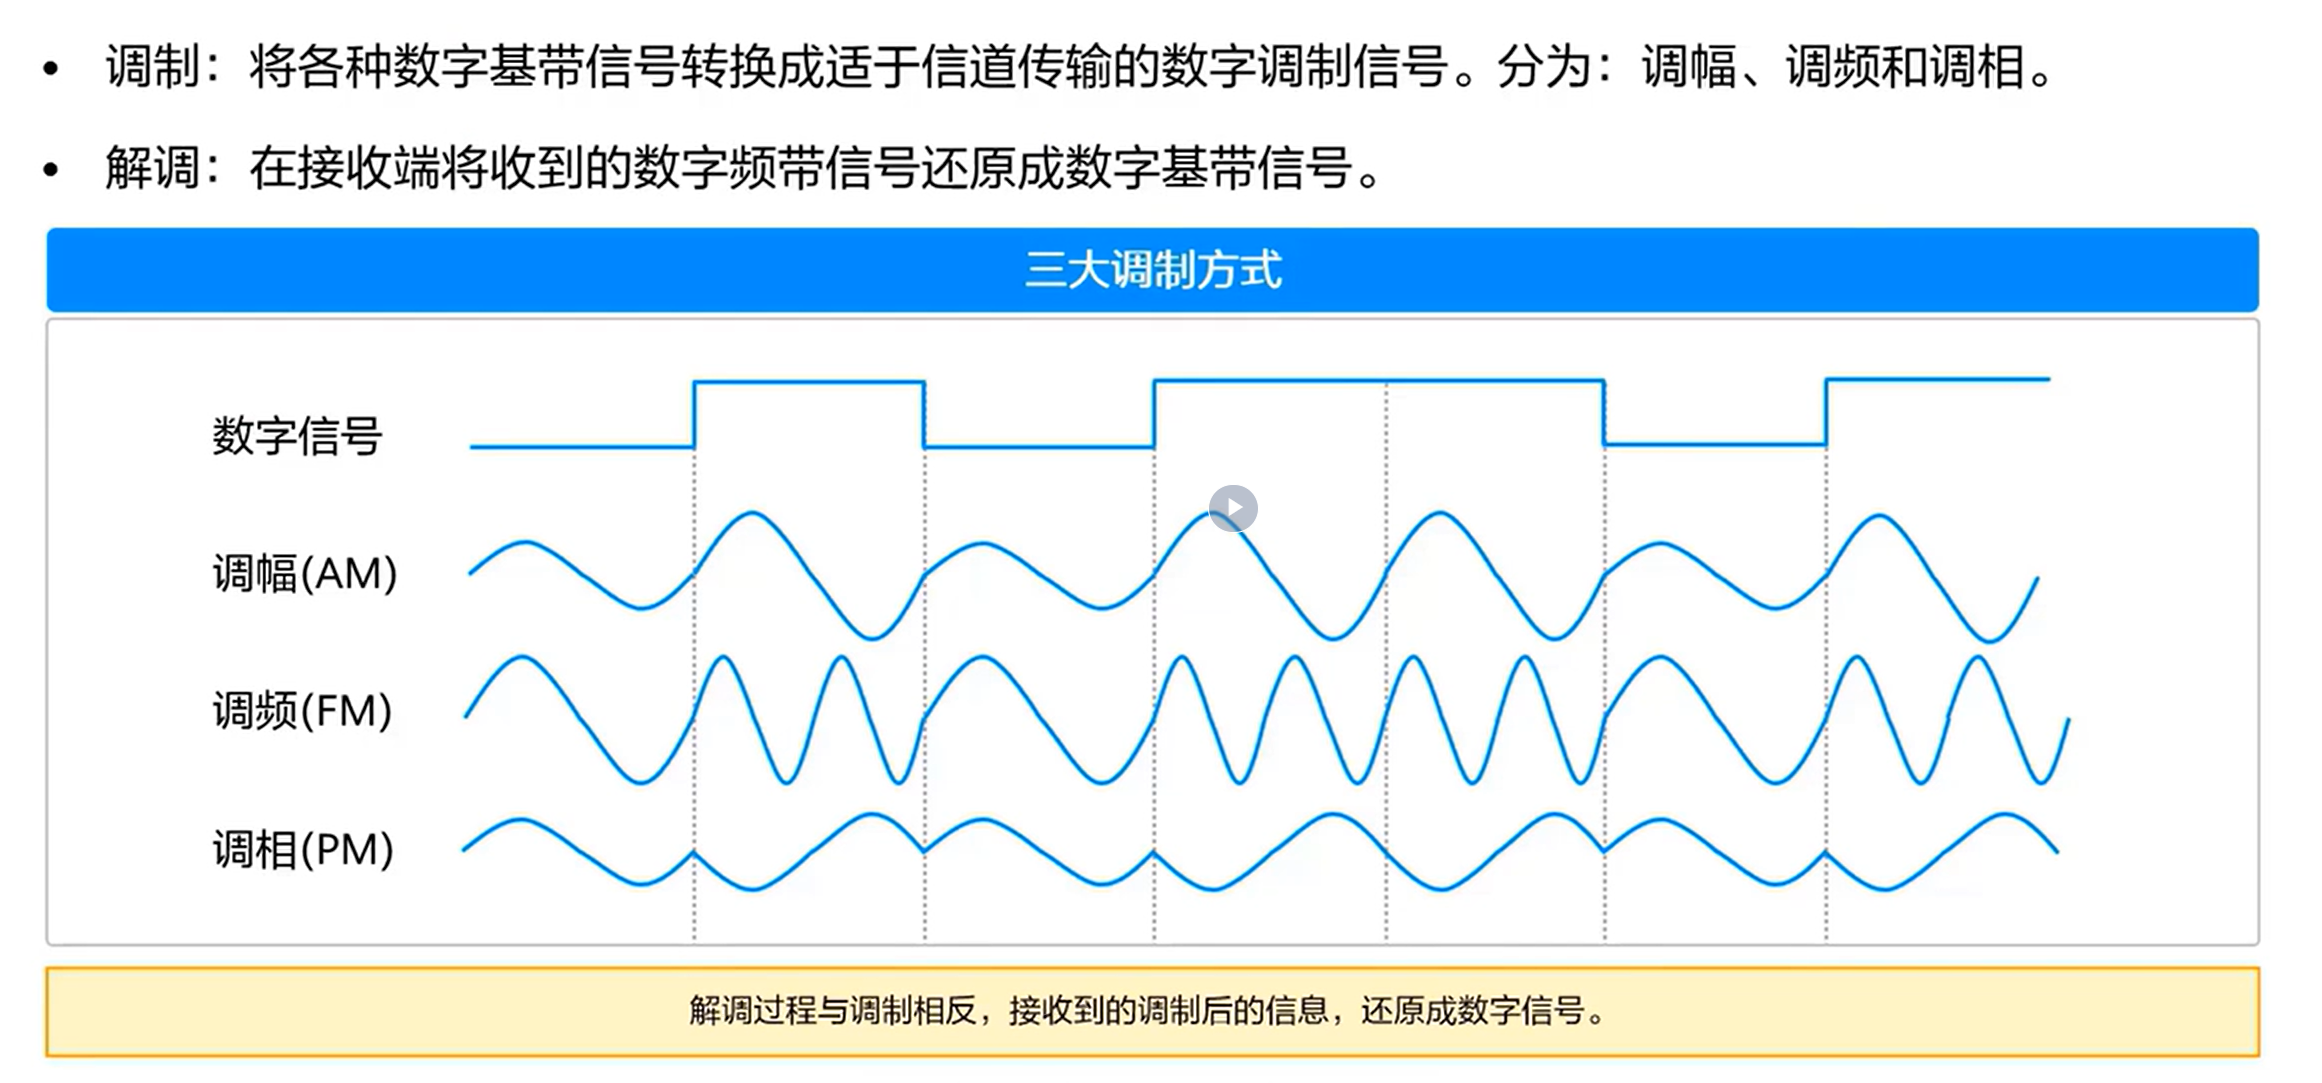 • 调制：将各种数字基带信号转换成适于信道传输的数字调制信号。分为：调幅、调频和调相。
• 解调：在接收端将收到的数字频带信号还原成数字基带信号。
三大调制方式
数字信号
调幅(AM)
调频(FM)
调相(PM)
解调过程与调制相反，接收到的调制后的信息，还原成数字信号。